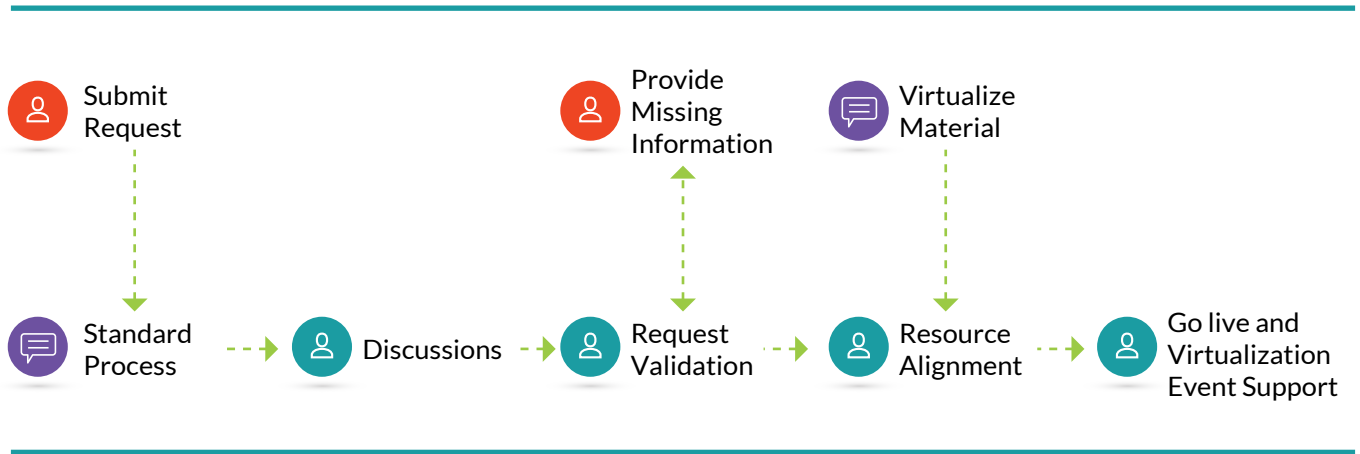 Submit
Request
Provide
Missing
Information
Virtualize
Material
Standard
Process
Discussions
Request
Validation
Resource
Alignment
Go live and
Virtualization
Event Support